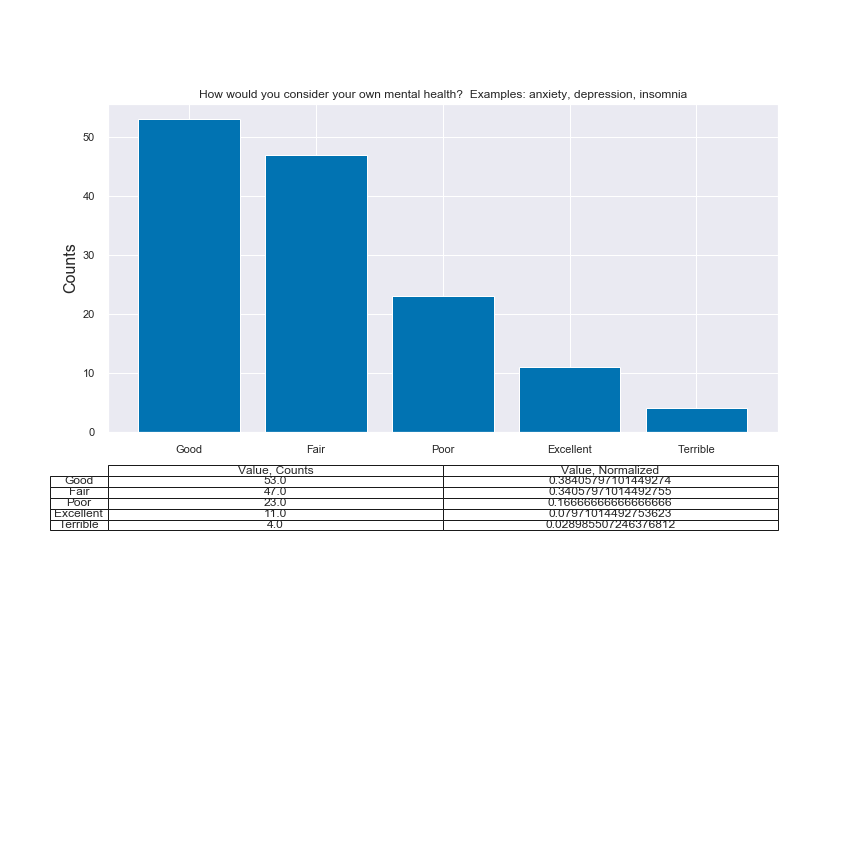 How would you consider your own mental health?  Examples: anxiety, depression, insomnia
50
40
30
20
10
0
Counts
Good Fair Poor Excellent Terrible
Value, Counts Value, Normalized
Good 53.0 0.38405797101449274
Fair 47.0 0.34057971014492755
Poor 23.0 0.16666666666666666
Excellent 11.0 0.07971014492753623
Terrible 4.0 0.028985507246376812